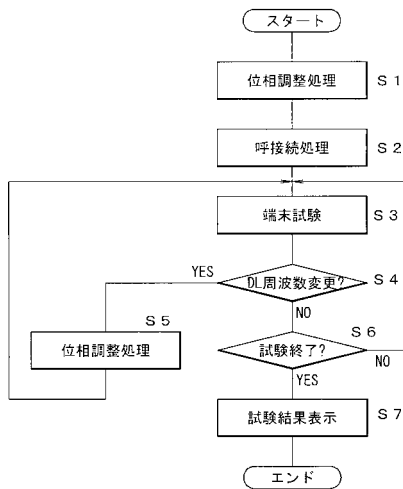 スタート
位相調整処理 S1
呼接続処理 S2
端末試験 S3
YES DL周波数変更? S4
NO
S5
位相調整処理
S6
試験終了?
NO
YES
試験結果表示 S7
エンド